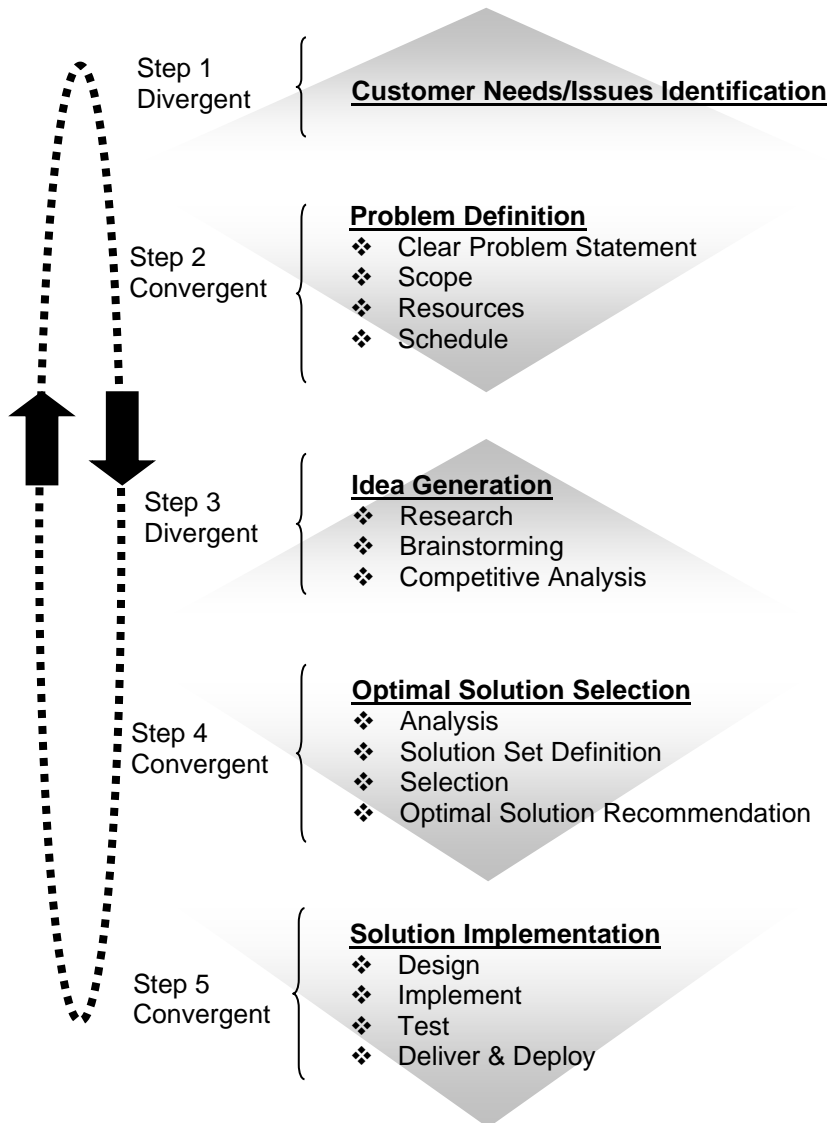 Step 1
Divergent
Customer Needs/Issues Identification
Step 2
Convergent
Problem Definition
❖ Clear Problem Statement
❖ Scope
❖ Resources
❖ Schedule
Step 3
Divergent
Idea Generation
❖ Research
❖ Brainstorming
❖ Competitive Analysis
Step 4
Convergent
Optimal Solution Selection
❖ Analysis
❖ Solution Set Definition
❖ Selection
❖ Optimal Solution Recommendation
Step 5
Convergent
Solution Implementation
❖ Design
❖ Implement
❖ Test
❖ Deliver & Deploy